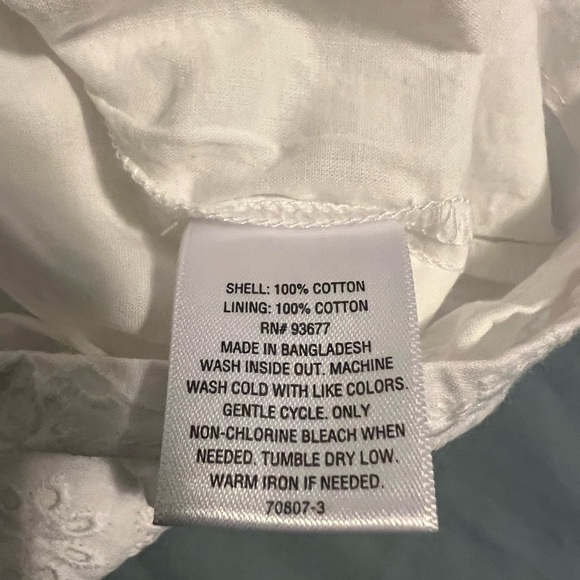 SHELL: 100% COTTON
LINING: 100% COTTON
RN# 93677
MADE IN BANGLADESH
WASH INSIDE OUT. MACHINE
WASH COLD WITH LIKE COLORS.
GENTLE CYCLE. ONLY
NON-CHLORINE BLEACH WHEN
NEEDED. TUMBLE DRY LOW.
WARM IRON IF NEEDED.
70807-3